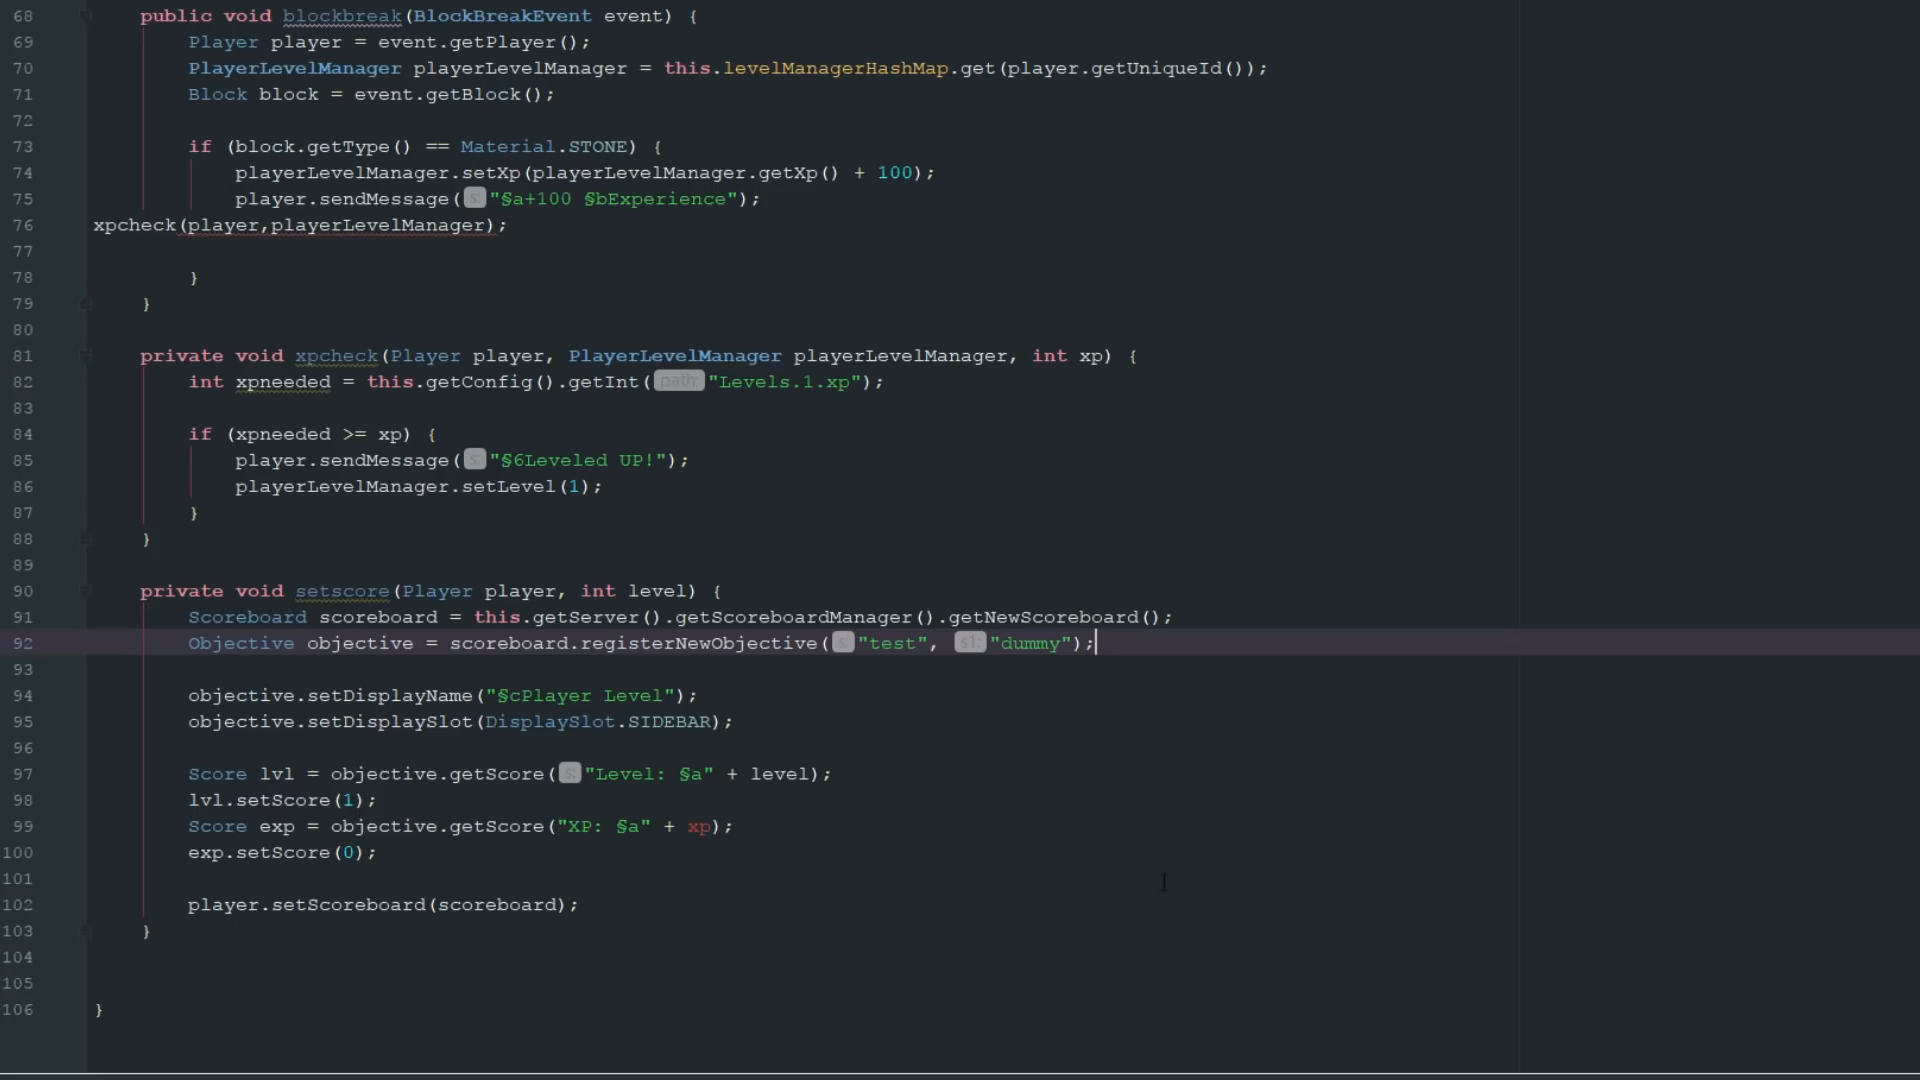 68 public void blockbreak(BlockBreakEvent event) {
69 Player player = event.getPlayer();
70 PlayerLevelManager playerLevelManager = this.levelManagerHashMap.get(player.getUniqueId());
71 Block block = event.getBlock();
72
73 if (block.getType() == Material.STONE) {
74 playerLevelManager.setXp(playerLevelManager.getXp() + 100);
75 player.sendMessage( s: "§a+100 §bExperience");
76 xpcheck(player,playerLevelManager);
77
78 }
79 }
80
81 private void xpcheck(Player player, PlayerLevelManager playerLevelManager, int xp) {
82 int xpneeded = this.getConfig().getInt( path: "Levels.1.xp");
83
84 if (xpneeded >= xp) {
85 player.sendMessage( s: "§6Leveled UP!");
86 playerLevelManager.setLevel(1);
87 }
88 }
89
90 private void setscore(Player player, int level) {
91 Scoreboard scoreboard = this.getServer().getScoreboardManager().getNewScoreboard();
92 Objective objective = scoreboard.registerNewObjective( s: "test", s1: "dummy");
93
94 objective.setDisplayName("§cPlayer Level");
95 objective.setDisplaySlot(DisplaySlot.SIDEBAR);
96
97 Score lvl = objective.getScore( s: "Level: §a" + level);
98 lvl.setScore(1);
99 Score exp = objective.getScore("XP: §a" + xp);
100 exp.setScore(0);
101
102 player.setScoreboard(scoreboard);
103 }
104
105
106 }